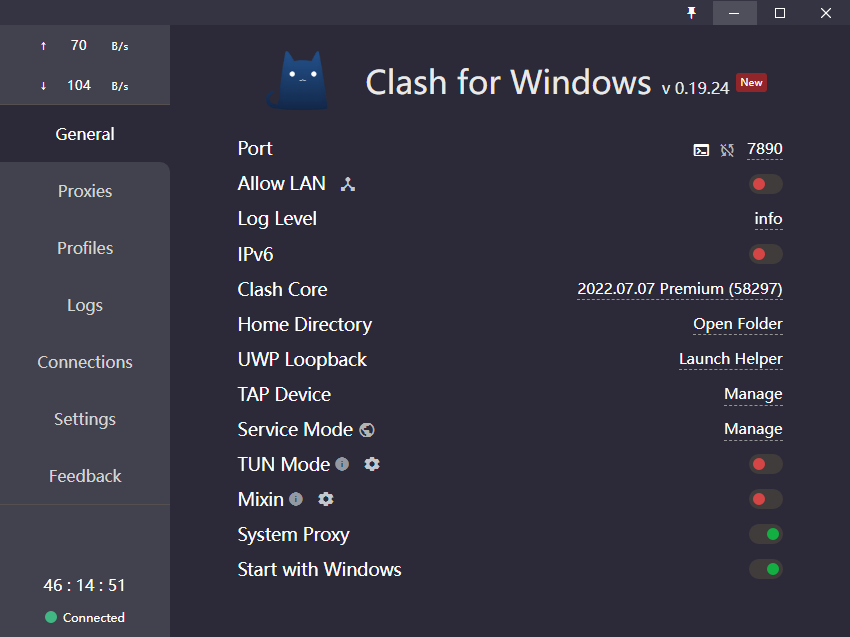 ↑ 70 B/s
↓ 104 B/s
General
Proxies
Profiles
Logs
Connections
Settings
Feedback
46 : 14 : 51
Connected
Clash for Windows v 0.19.24 New
Port 7890
Allow LAN
Log Level info
IPv6
Clash Core 2022.07.07 Premium (58297)
Home Directory Open Folder
UWP Loopback Launch Helper
TAP Device Manage
Service Mode Manage
TUN Mode
Mixin
System Proxy
Start with Windows